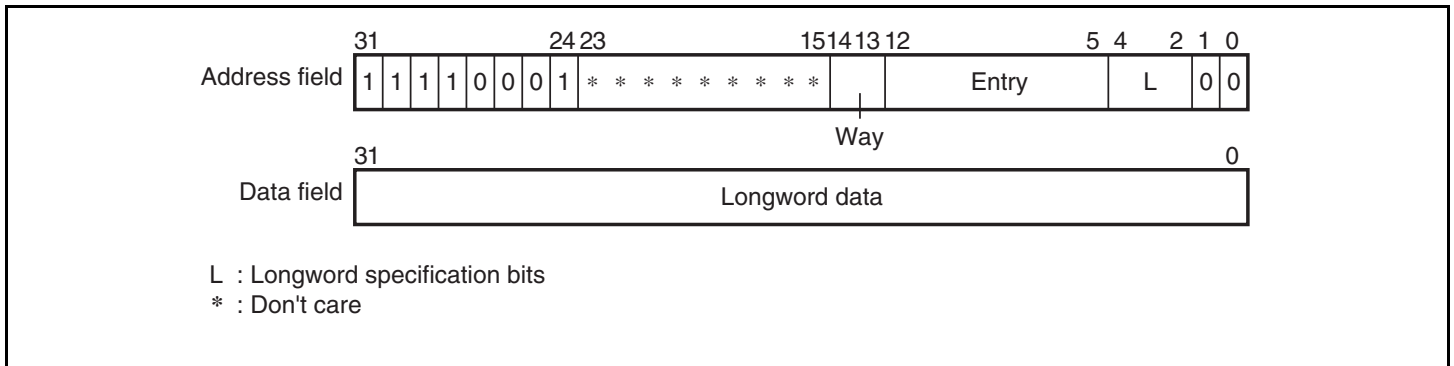 31 24 23 15 14 13 12 5 4 2 1 0
Address field 1 1 1 1 0 0 0 1 * * * * * * * * * Entry L 0 0
Way
31 0
Data field Longword data
L : Longword specification bits
* : Don't care